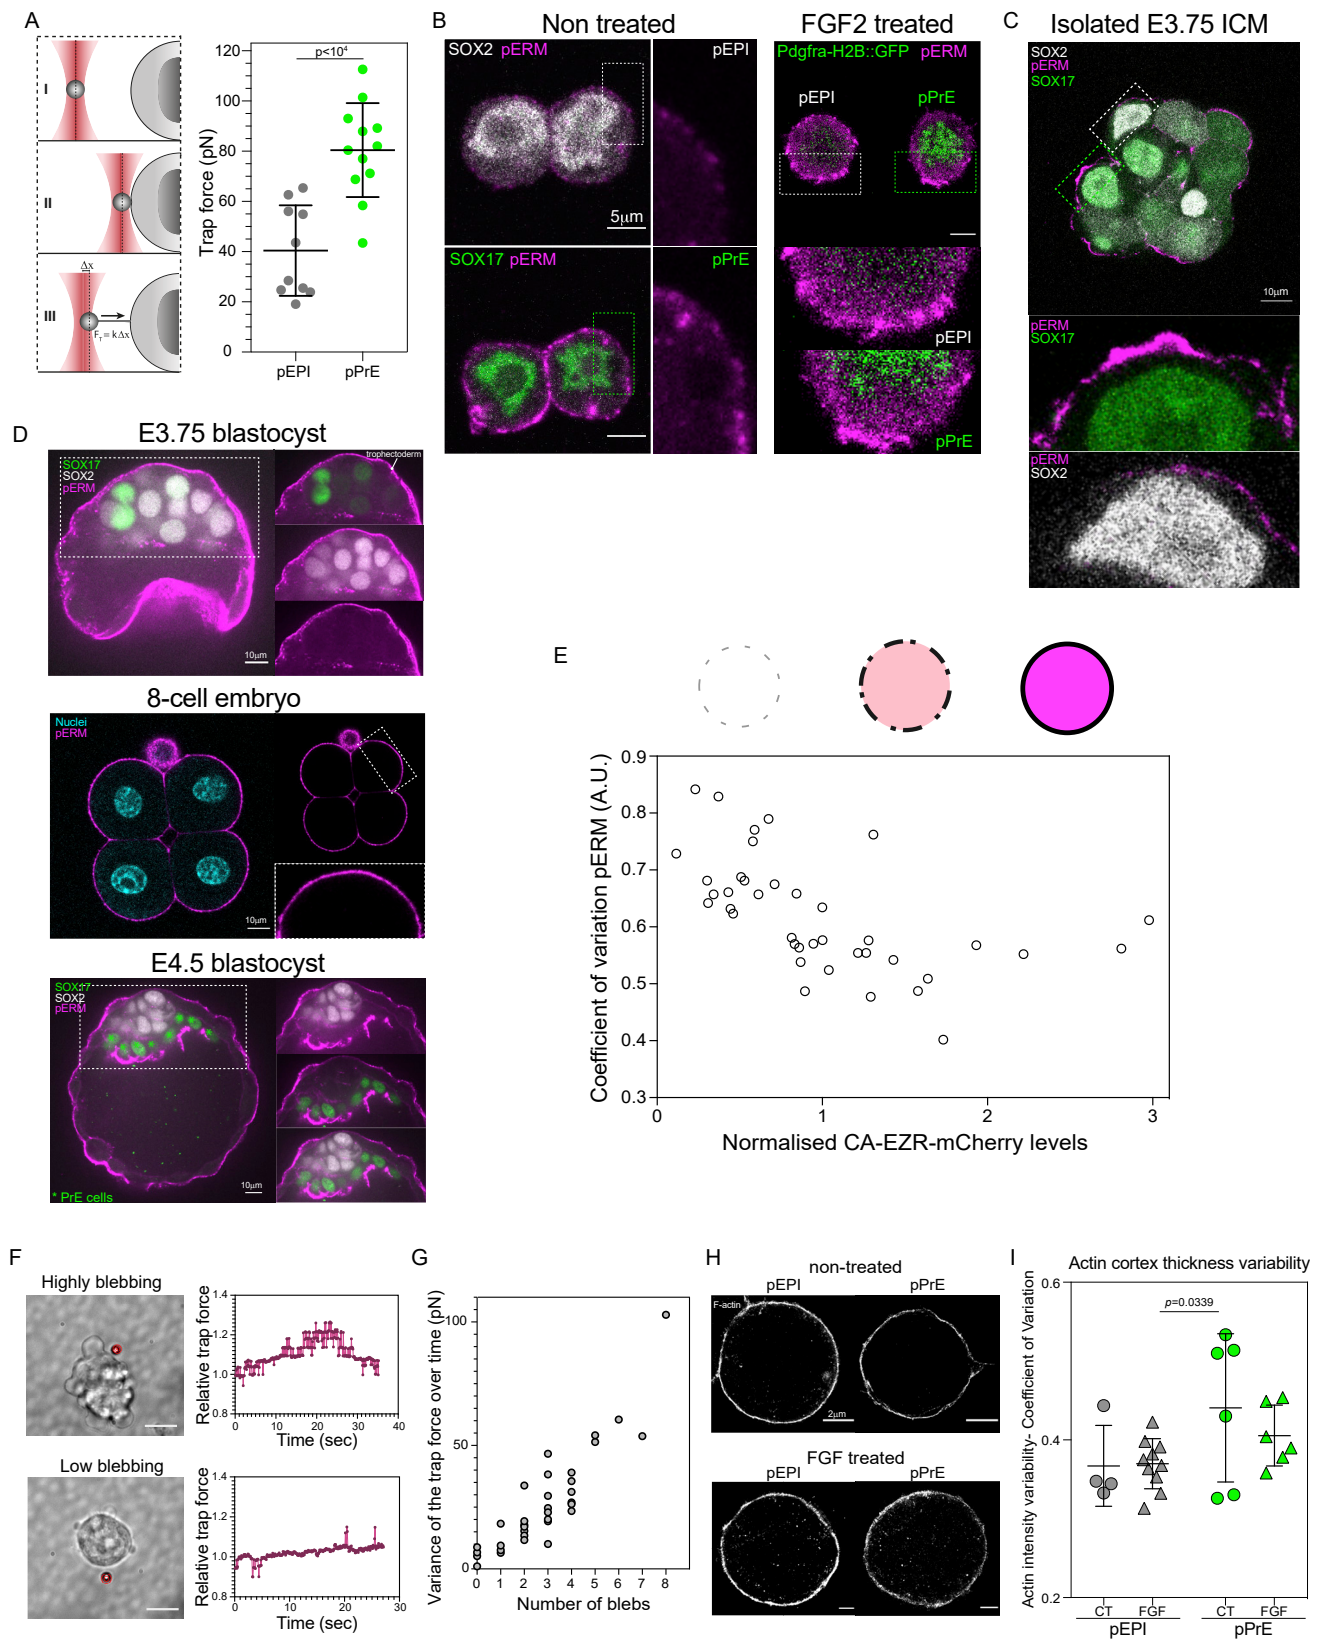 A
I
II
III
Δx
F_T = k Δx
Trap force (pN)
120
100
80
60
40
20
0
p<10⁴
pEPI
pPrE
B
Non treated
FGF2 treated
SOX2 pERM
pEPI
5μm
SOX17 pERM
pPrE
Pdgfra-H2B::GFP pERM
pEPI
pPrE
pEPI
pPrE
C
Isolated E3.75 ICM
SOX2
pERM
SOX17
10μm
pERM
SOX17
pERM
SOX2
D
E3.75 blastocyst
SOX17
SOX2
pERM
10μm
trophectoderm
8-cell embryo
Nuclei
pERM
10μm
E4.5 blastocyst
SOX17
SOX2
pERM
10μm
* PrE cells
E
Coefficient of variation pERM (A.U.)
0.9
0.8
0.7
0.6
0.5
0.4
0.3
0
1
2
3
Normalised CA-EZR-mCherry levels
F
Highly blebbing
Relative trap force
1.4
1.2
1.0
0.8
0
10
20
30
40
Time (sec)
Low blebbing
Relative trap force
1.4
1.2
1.0
0.8
0
10
20
30
Time (sec)
G
Variance of the trap force over time (pN)
100
50
0
0
1
2
3
4
5
6
7
8
Number of blebs
H
non-treated
pEPI
pPrE
F-actin
2μm
FGF treated
pEPI
pPrE
I
Actin cortex thickness variability
Actin intensity variability- Coefficient of Variation
0.6
0.4
0.2
p=0.0339
CT
FGF
CT
FGF
pEPI
pPrE